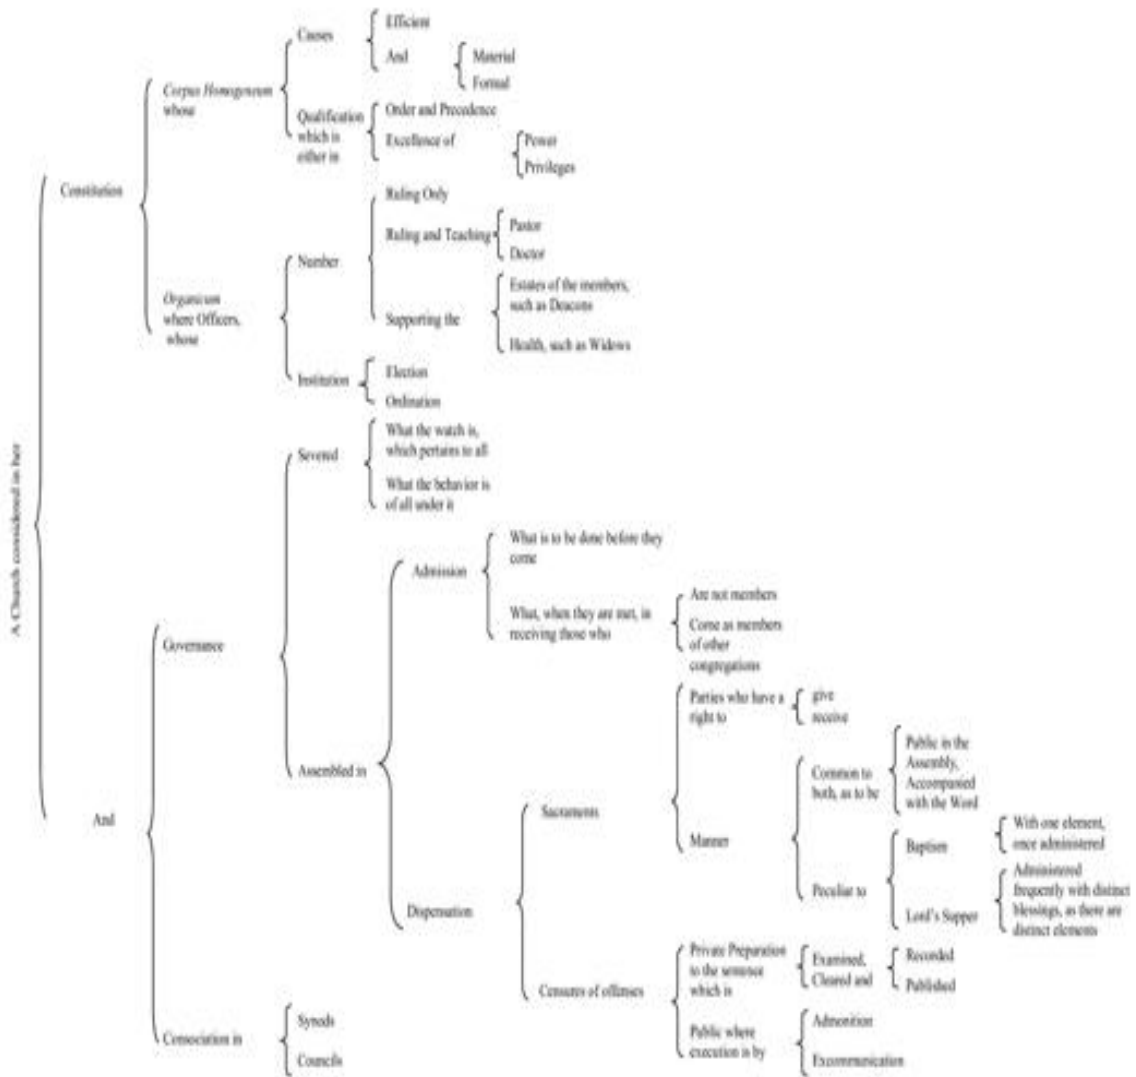 A Church considered in her
Constitution
Corpus Homogeneum
whose
Causes
Efficient
And
Material
Formal
Qualification
which is
either in
Order and Precedence
Excellence of
Power
Privileges
Organicum
where Officers,
whose
Number
Ruling Only
Ruling and Teaching
Pastor
Doctor
Supporting the
Estates of the members,
such as Deacons
Health, such as Widows
Institution
Election
Ordination
And
Governance
Severed
What the watch is,
which pertains to all
What the behavior is
of all under it
Assembled in
Admission
What is to be done before they
come
What, when they are met, in
receiving those who
Are not members
Come as members
of other
congregations
Dispensation
Sacraments
Parties who have a
right to
give
receive
Manner
Common to
both, as to be
Public in the
Assembly,
Accompanied
with the Word
Peculiar to
Baptism
With one element,
once administered
Lord's Supper
Administered
frequently with distinct
blessings, as there are
distinct elements
Censures of offenses
Private Preparation
to the sentence
which is
Examined,
Cleared and
Recorded
Published
Public where
execution is by
Admonition
Excommunication
Consociation in
Synods
Councils